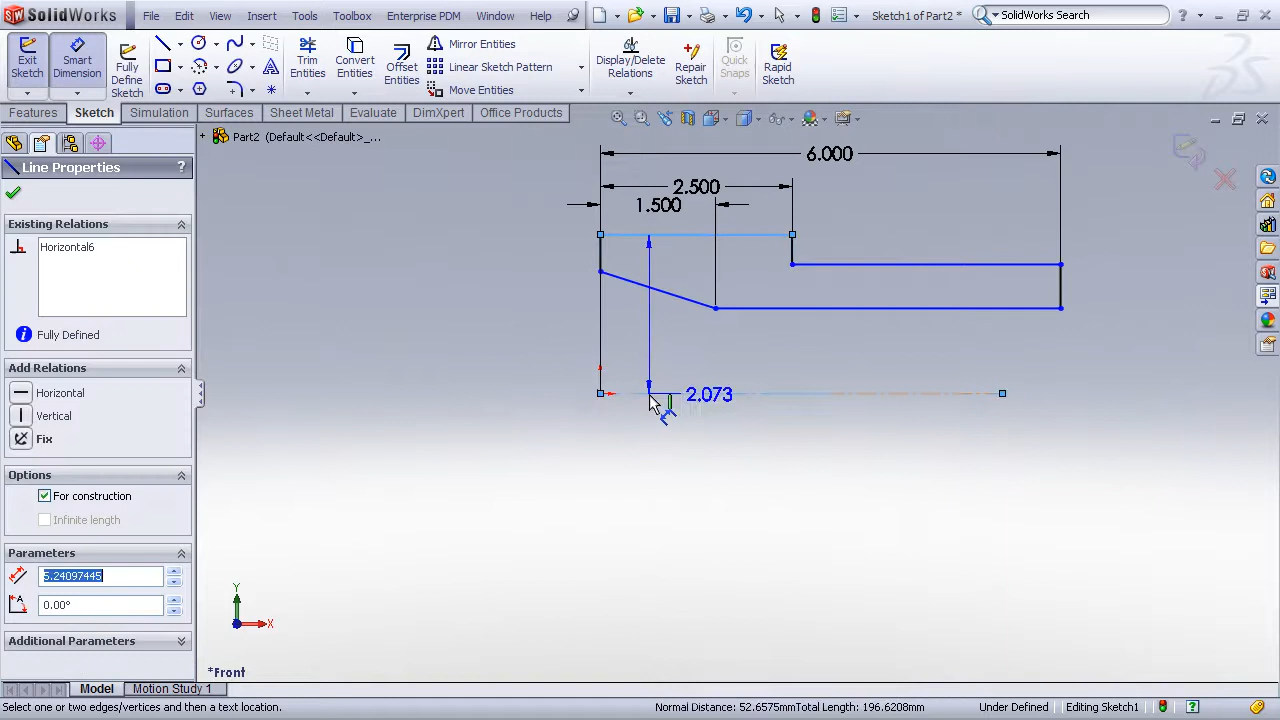 SolidWorks
File Edit View Insert Tools Toolbox Enterprise PDM Window Help
Sketch1 of Part2 *
SolidWorks Search
?
Exit Sketch
Smart Dimension
Fully Define Sketch
Trim Entities
Convert Entities
Offset Entities
Mirror Entities
Linear Sketch Pattern
Move Entities
Display/Delete Relations
Repair Sketch
Quick Snaps
Rapid Sketch
Features Sketch Simulation Surfaces Sheet Metal Evaluate DimXpert Office Products
Part2 (Default<<Default>_...
Line Properties ?
Existing Relations
Horizontal6
Fully Defined
Add Relations
Horizontal
Vertical
Fix
Options
For construction
Infinite length
Parameters
5.24097445
0.00°
Additional Parameters
6.000
2.500
1.500
2.073
Y
X
*Front
Model Motion Study 1
Select one or two edges/vertices and then a text location.
Normal Distance: 52.6575mmTotal Length: 196.6208mm Under Defined Editing Sketch1 ?